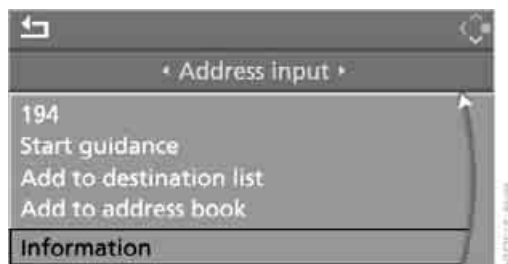 Address input
194
Start guidance
Add to destination list
Add to address book
Information